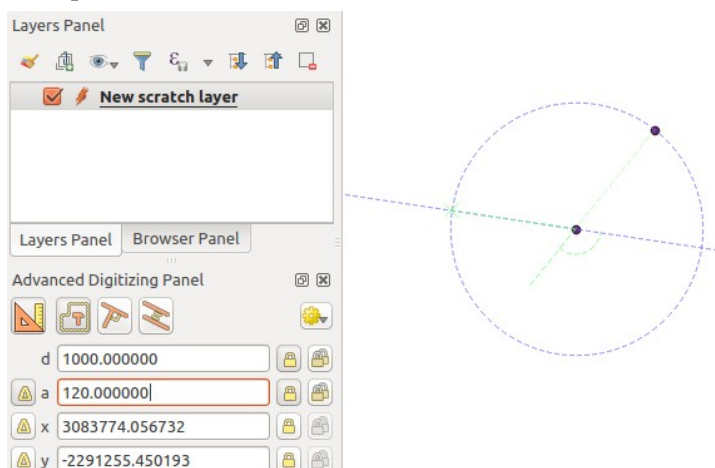 Layers Panel
New scratch layer
Layers Panel Browser Panel
Advanced Digitizing Panel
d 1000.000000
a 120.000000
x 3083774.056732
y -2291255.450193